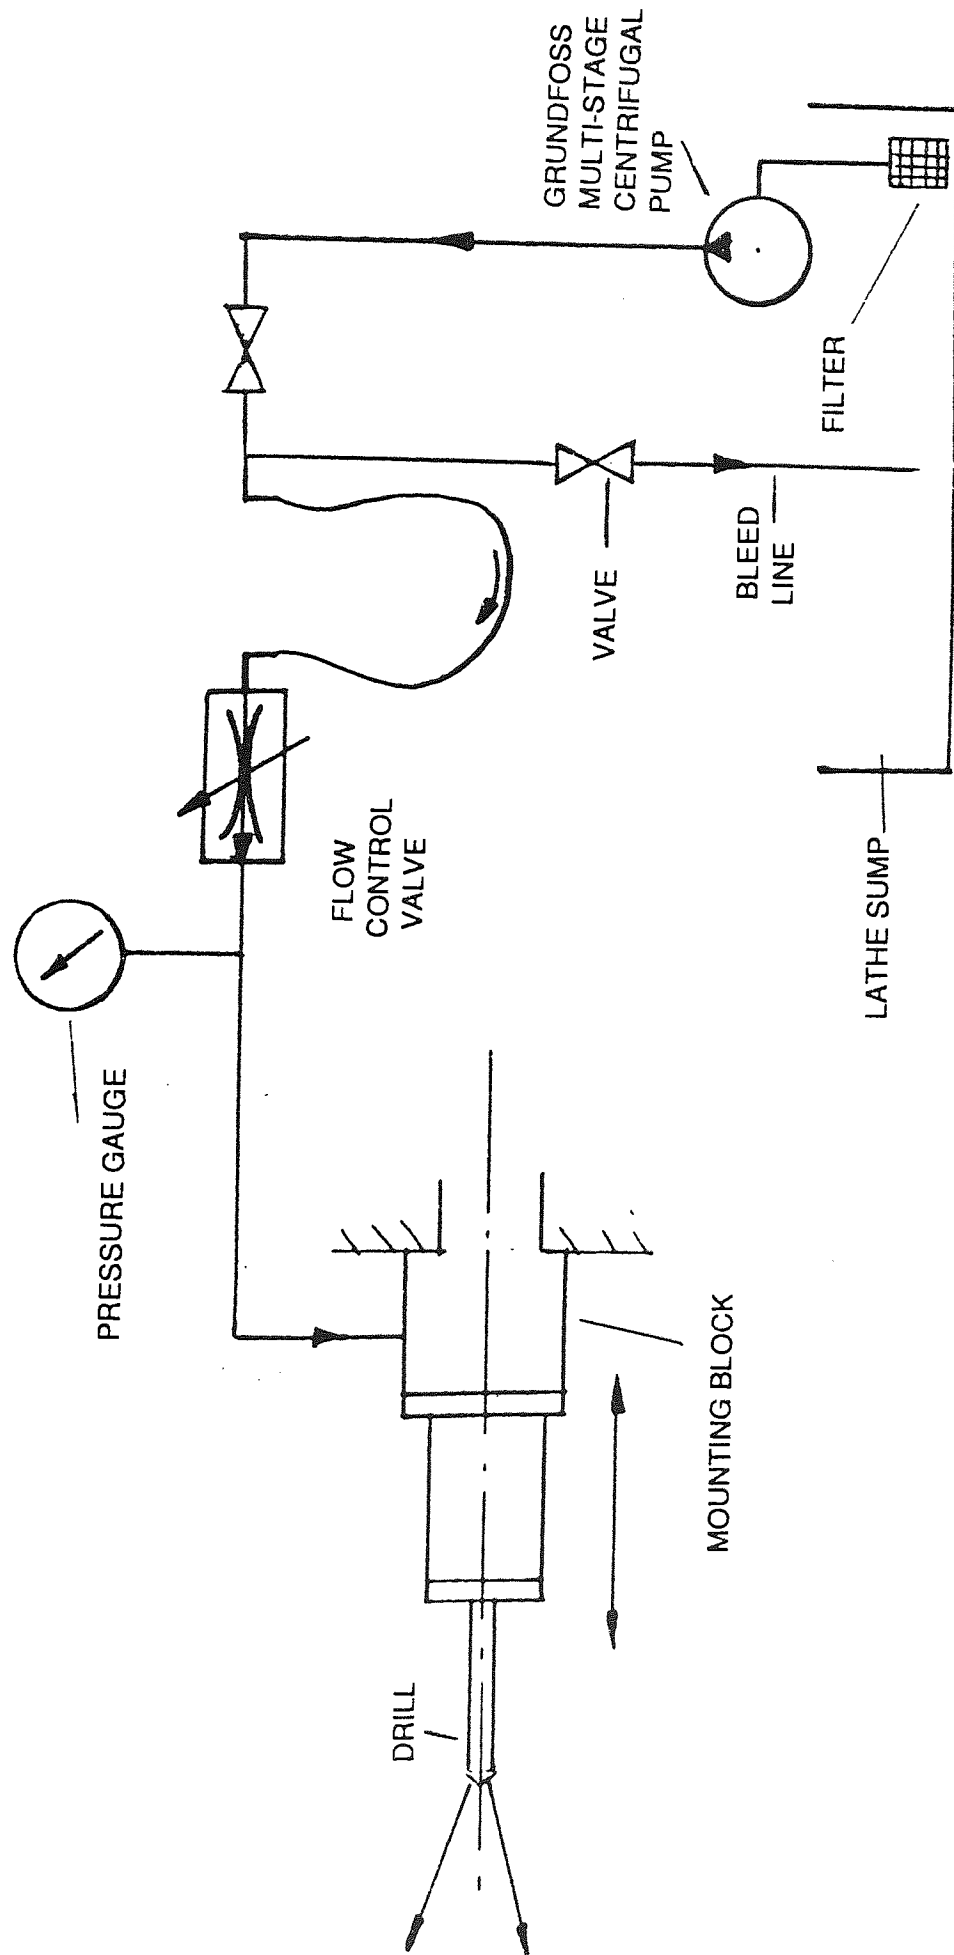 GRUNDFOSS
MULTI-STAGE
CENTRIFUGAL
PUMP
FILTER
BLEED
LINE
VALVE
FLOW
CONTROL
VALVE
LATHE SUMP
PRESSURE GAUGE
MOUNTING BLOCK
DRILL